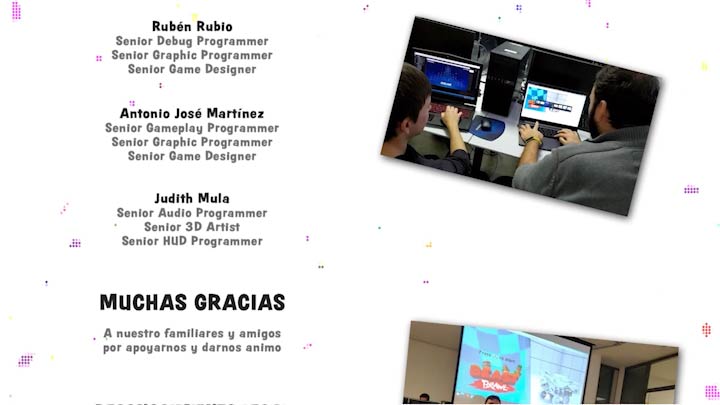 Rubén Rubio
Senior Debug Programmer
Senior Graphic Programmer
Senior Game Designer
Antonio José Martínez
Senior Gameplay Programmer
Senior Graphic Programmer
Senior Game Designer
Judith Mula
Senior Audio Programmer
Senior 3D Artist
Senior HUD Programmer
MUCHAS GRACIAS
A nuestro familiares y amigos
por apoyarnos y darnos animo